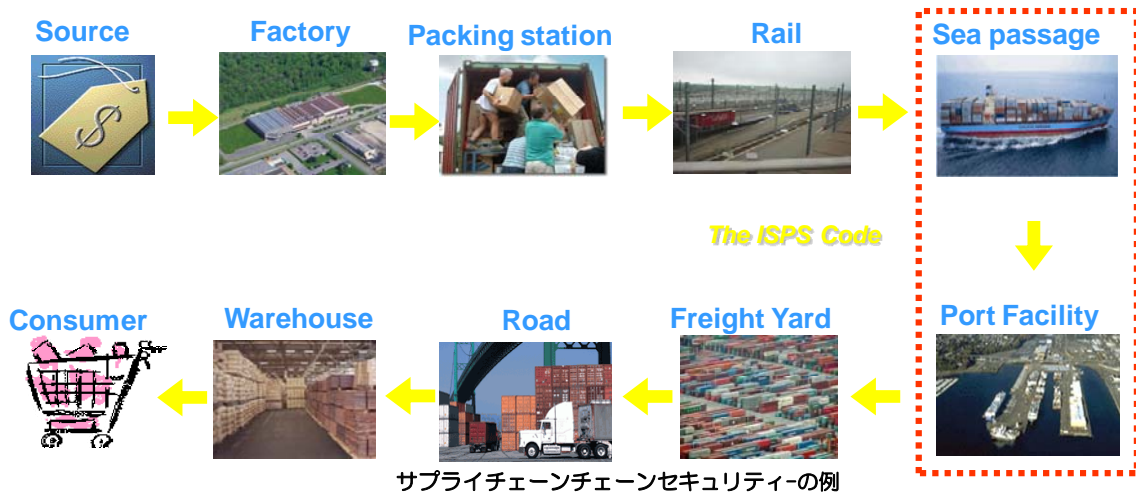 Source
Factory
Packing station
Rail
Sea passage
The ISPS Code
Consumer
Warehouse
Road
Freight Yard
Port Facility
サプライチェーンチェーンセキュリティ-の例